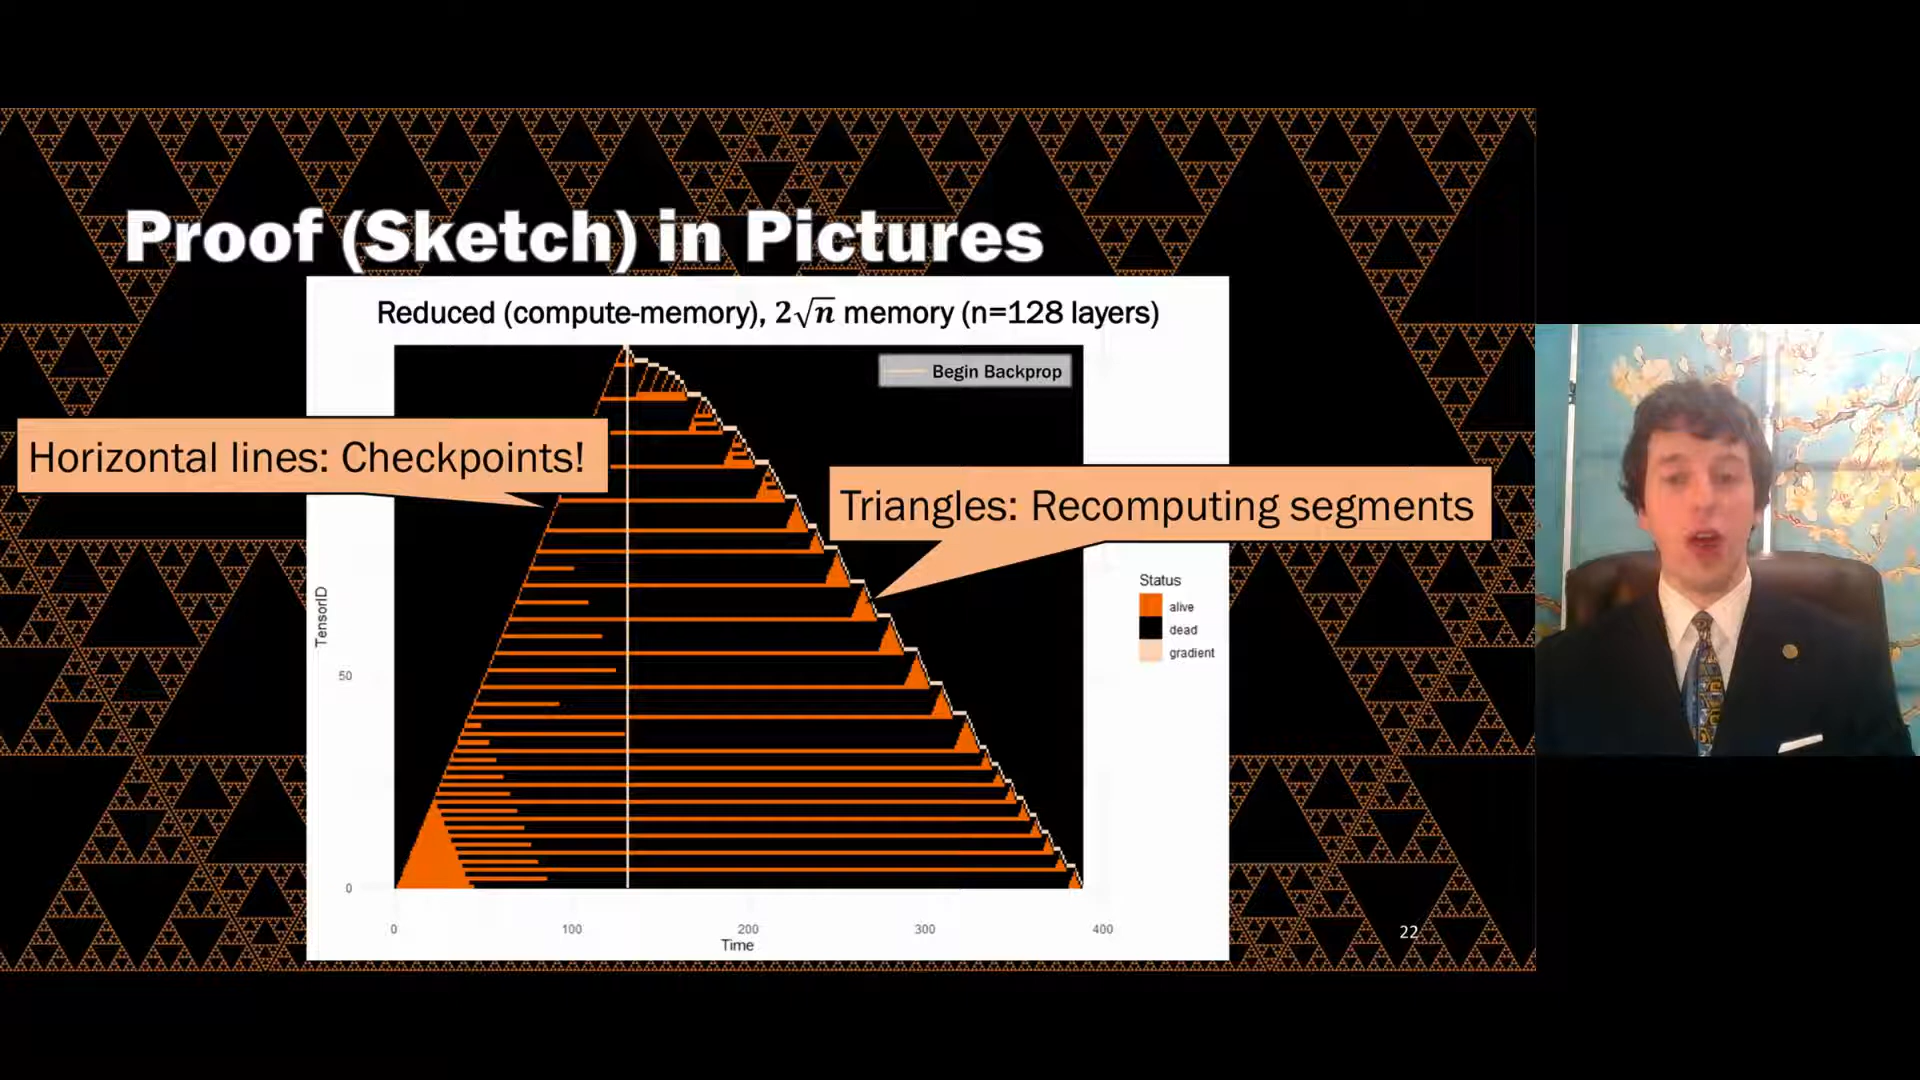 Proof (Sketch) in Pictures
Reduced (compute-memory), 2√n memory (n=128 layers)
Begin Backprop
Horizontal lines: Checkpoints!
Triangles: Recomputing segments
Status
alive
dead
gradient
TensorID
50
0
0 100 200 300 400
Time
22